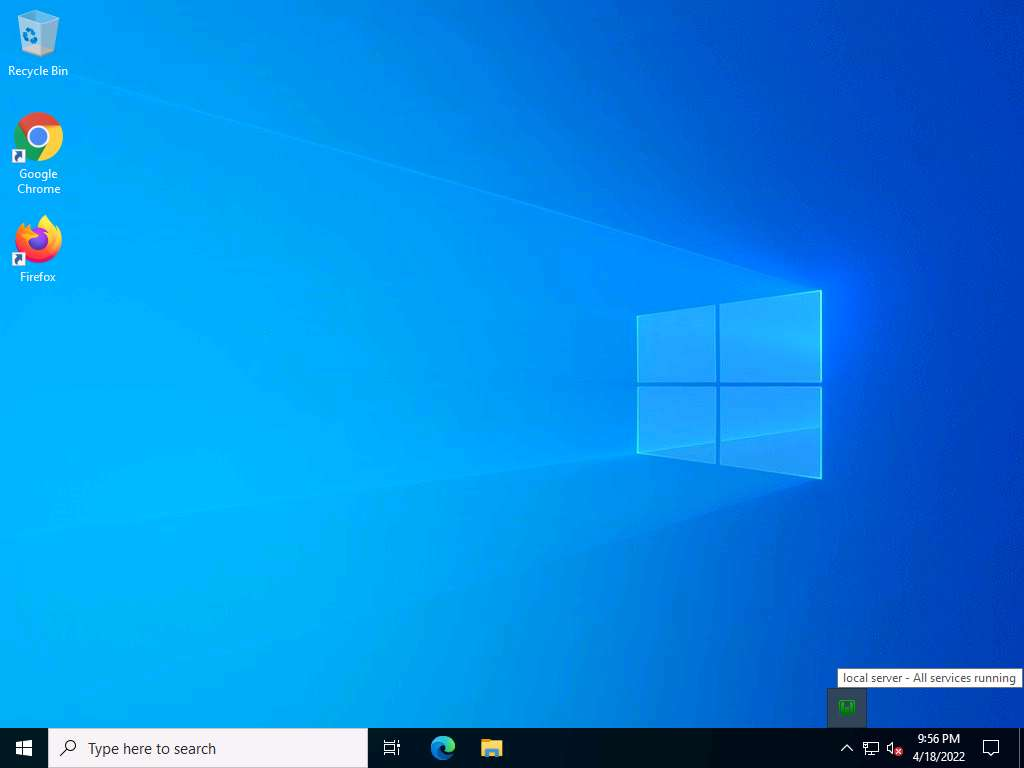 Recycle Bin
Google
Chrome
Firefox
local server - All services running
Type here to search
9:56 PM
4/18/2022